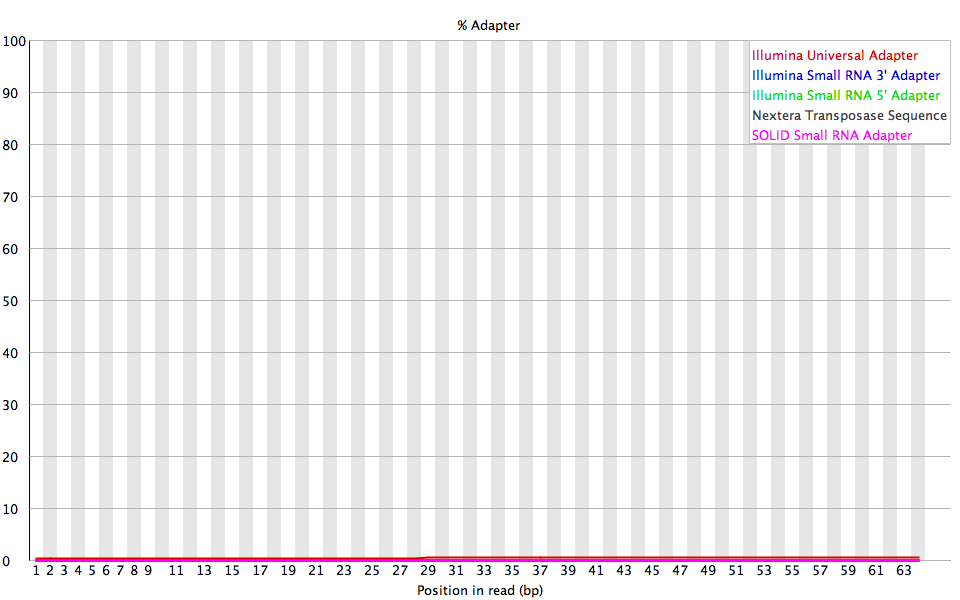 % Adapter
100
Illumina Universal Adapter
Illumina Small RNA 3' Adapter
Illumina Small RNA 5' Adapter
Nextera Transposase Sequence
SOLID Small RNA Adapter
90
80
70
60
50
40
30
20
10
0
1 2 3 4 5 6 7 8 9 11 13 15 17 19 21 23 25 27 29 31 33 35 37 39 41 43 45 47 49 51 53 55 57 59 61 63
Position in read (bp)